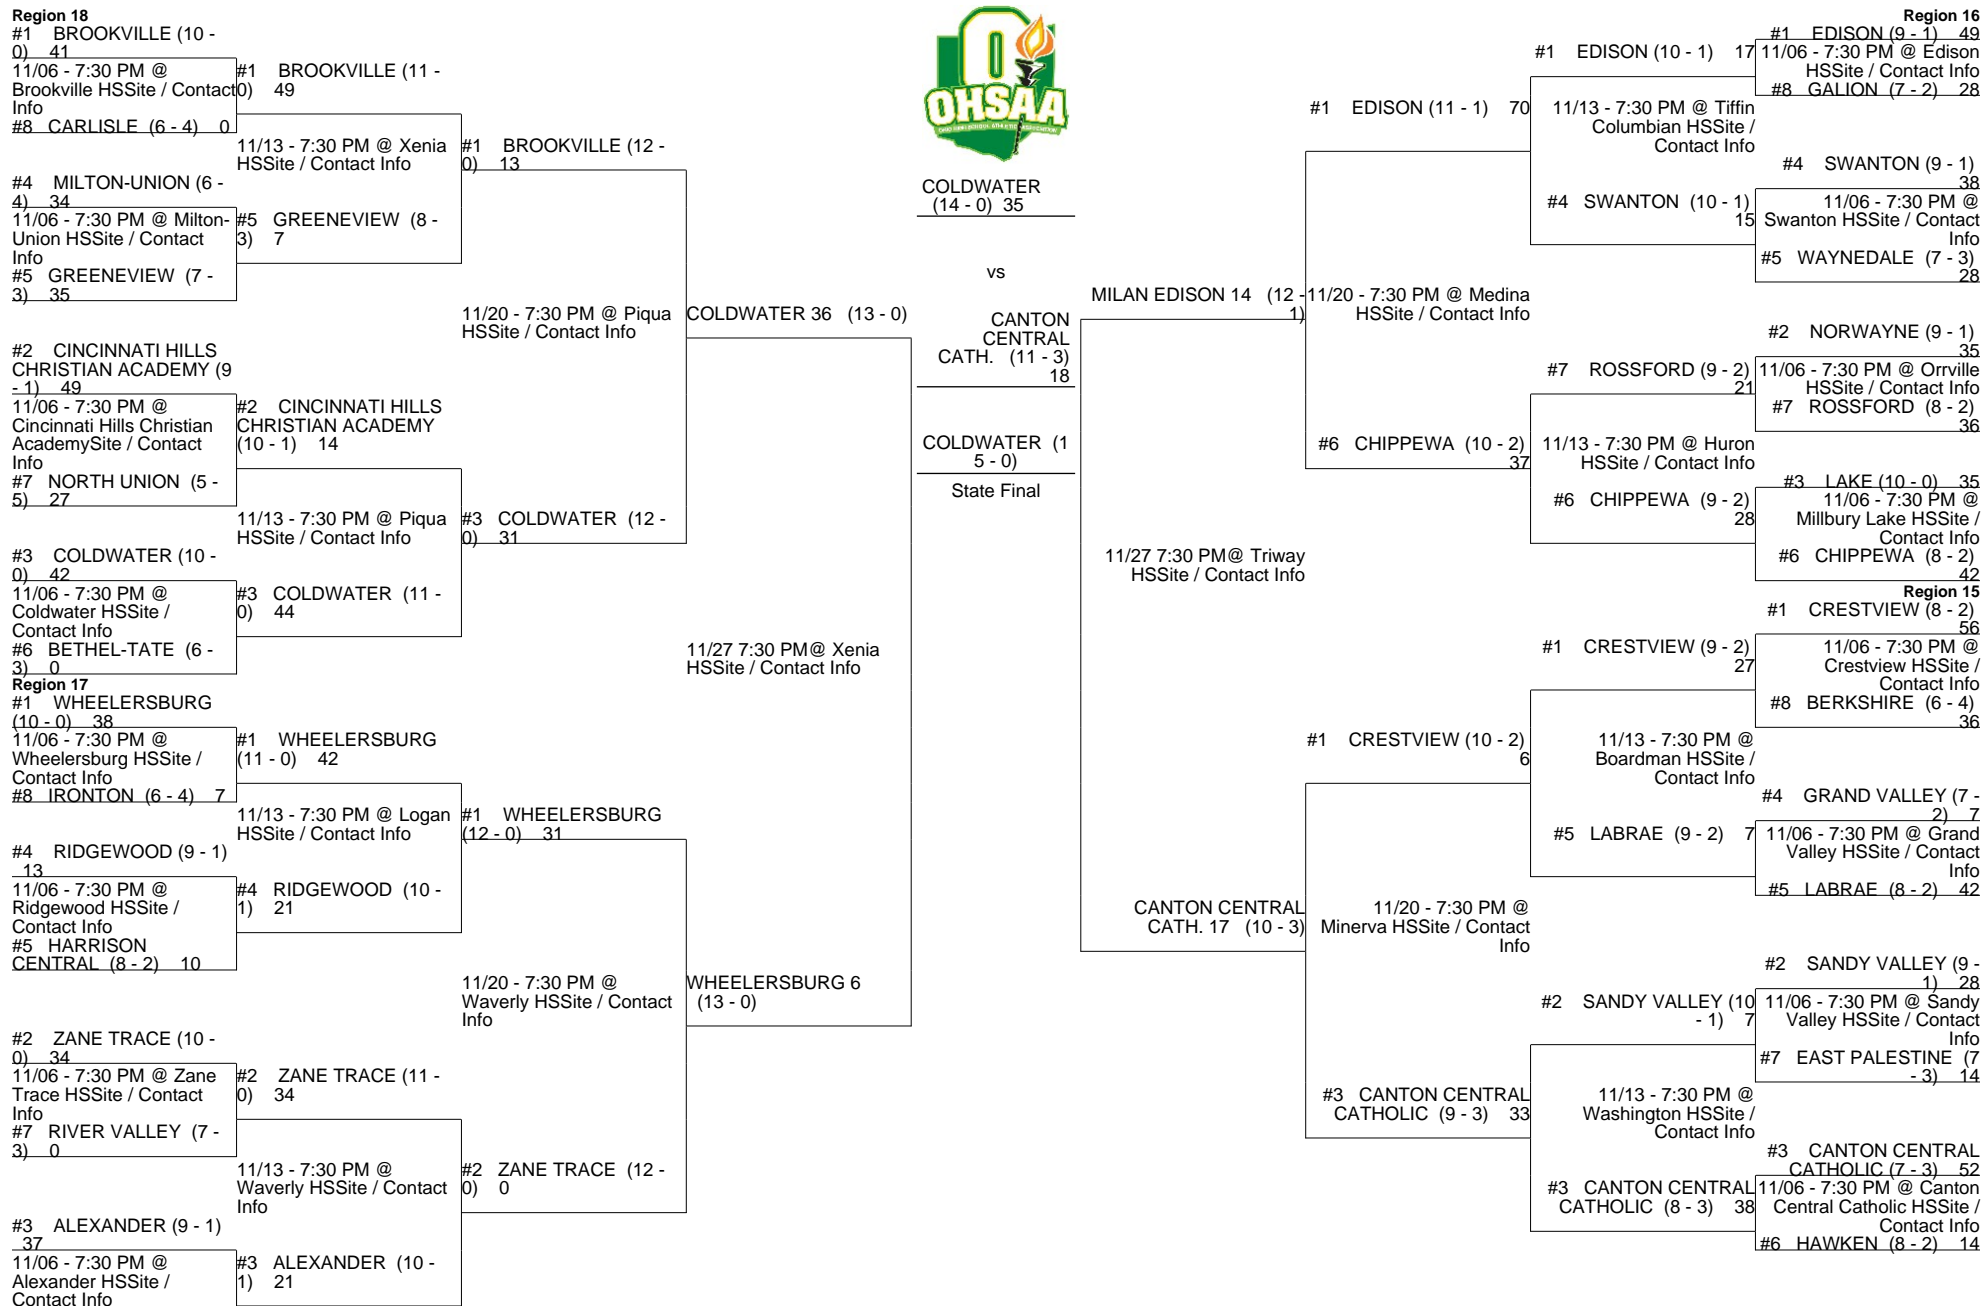 Region 18
#1 BROOKVILLE (10 -
0) 41
11/06 - 7:30 PM @
Brookville HSSite / Contact
Info
#8 CARLISLE (6 - 4) 0
#4 MILTON-UNION (6 -
4) 34
11/06 - 7:30 PM @ Milton-
Union HSSite / Contact
Info
#5 GREENEVIEW (7 -
3) 35
#2 CINCINNATI HILLS
CHRISTIAN ACADEMY (9
- 1) 49
11/06 - 7:30 PM @
Cincinnati Hills Christian
AcademySite / Contact
Info
#7 NORTH UNION (5 -
5) 27
#3 COLDWATER (10 -
0) 42
11/06 - 7:30 PM @
Coldwater HSSite /
Contact Info
#6 BETHEL-TATE (6 -
3) 0
Region 17
#1 WHEELERSBURG
(10 - 0) 38
11/06 - 7:30 PM @
Wheelersburg HSSite /
Contact Info
#8 IRONTON (6 - 4) 7
#4 RIDGEWOOD (9 - 1)
13
11/06 - 7:30 PM @
Ridgewood HSSite /
Contact Info
#5 HARRISON
CENTRAL (8 - 2) 10
#2 ZANE TRACE (10 -
0) 34
11/06 - 7:30 PM @ Zane
Trace HSSite / Contact
Info
#7 RIVER VALLEY (7 -
3) 0
#3 ALEXANDER (9 - 1)
37
11/06 - 7:30 PM @
Alexander HSSite /
Contact Info
#1 BROOKVILLE (11 -
0) 49
11/13 - 7:30 PM @ Xenia
HSSite / Contact Info
#5 GREENEVIEW (8 -
3) 7
#2 CINCINNATI HILLS
CHRISTIAN ACADEMY
(10 - 1) 14
11/13 - 7:30 PM @ Piqua
HSSite / Contact Info
#3 COLDWATER (11 -
0) 44
#1 WHEELERSBURG
(11 - 0) 42
11/13 - 7:30 PM @ Logan
HSSite / Contact Info
#4 RIDGEWOOD (10 -
1) 21
#2 ZANE TRACE (11 -
0) 34
11/13 - 7:30 PM @
Waverly HSSite / Contact
Info
#3 ALEXANDER (10 -
1) 21
#1 BROOKVILLE (12 -
0) 13
11/20 - 7:30 PM @ Piqua
HSSite / Contact Info
#3 COLDWATER (12 -
0) 31
#1 WHEELERSBURG
(12 - 0) 31
11/20 - 7:30 PM @
Waverly HSSite / Contact
Info
#2 ZANE TRACE (12 -
0) 0
COLDWATER 36 (13 - 0)
11/27 7:30 PM@ Xenia
HSSite / Contact Info
WHEELERSBURG 6
(13 - 0)
OHSAA
COLDWATER
(14 - 0) 35
vs
CANTON
CENTRAL
CATH. (11 - 3)
18
COLDWATER (1
5 - 0)
State Final
MILAN EDISON 14 (12 -
1)
11/27 7:30 PM@ Triway
HSSite / Contact Info
CANTON CENTRAL
CATH. 17 (10 - 3)
#1 EDISON (11 - 1) 70
11/20 - 7:30 PM @ Medina
HSSite / Contact Info
#6 CHIPPEWA (10 - 2)
37
#1 CRESTVIEW (10 - 2)
6
11/20 - 7:30 PM @
Minerva HSSite / Contact
Info
#3 CANTON CENTRAL
CATHOLIC (9 - 3) 33
#1 EDISON (10 - 1) 17
11/13 - 7:30 PM @ Tiffin
Columbian HSSite /
Contact Info
#4 SWANTON (10 - 1)
15
#7 ROSSFORD (9 - 2)
21
11/13 - 7:30 PM @ Huron
HSSite / Contact Info
#6 CHIPPEWA (9 - 2)
28
#1 CRESTVIEW (9 - 2)
27
11/13 - 7:30 PM @
Boardman HSSite /
Contact Info
#5 LABRAE (9 - 2) 7
#2 SANDY VALLEY (10
- 1) 7
11/13 - 7:30 PM @
Washington HSSite /
Contact Info
#3 CANTON CENTRAL
CATHOLIC (8 - 3) 38
Region 16
#1 EDISON (9 - 1) 49
11/06 - 7:30 PM @ Edison
HSSite / Contact Info
#8 GALION (7 - 2) 28
#4 SWANTON (9 - 1)
38
11/06 - 7:30 PM @
Swanton HSSite / Contact
Info
#5 WAYNEDALE (7 - 3)
28
#2 NORWAYNE (9 - 1)
35
11/06 - 7:30 PM @ Orrville
HSSite / Contact Info
#7 ROSSFORD (8 - 2)
36
#3 LAKE (10 - 0) 35
11/06 - 7:30 PM @
Millbury Lake HSSite /
Contact Info
#6 CHIPPEWA (8 - 2)
42
Region 15
#1 CRESTVIEW (8 - 2)
56
11/06 - 7:30 PM @
Crestview HSSite /
Contact Info
#8 BERKSHIRE (6 - 4)
36
#4 GRAND VALLEY (7 -
2) 7
11/06 - 7:30 PM @ Grand
Valley HSSite / Contact
Info
#5 LABRAE (8 - 2) 42
#2 SANDY VALLEY (9 -
1) 28
11/06 - 7:30 PM @ Sandy
Valley HSSite / Contact
Info
#7 EAST PALESTINE (7
- 3) 14
#3 CANTON CENTRAL
CATHOLIC (7 - 3) 52
11/06 - 7:30 PM @ Canton
Central Catholic HSSite /
Contact Info
#6 HAWKEN (8 - 2) 14